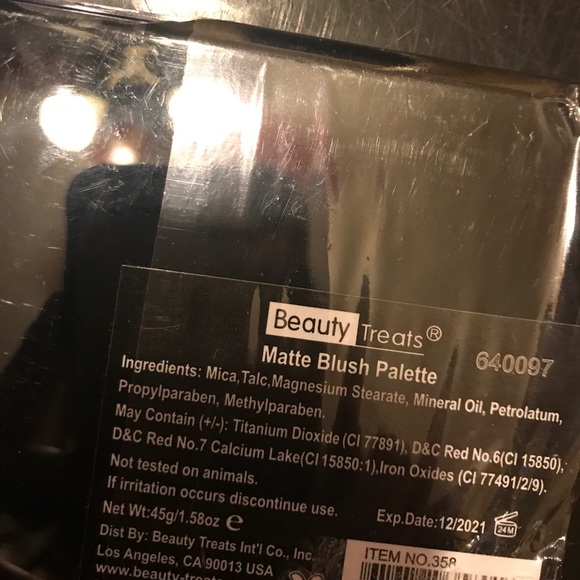 Beauty Treats®
640097
Matte Blush Palette
Ingredients: Mica,Talc,Magnesium Stearate, Mineral Oil, Petrolatum,
Propylparaben, Methylparaben.
May Contain (+/-): Titanium Dioxide (CI 77891), D&C Red No.6(CI 15850),
D&C Red No.7 Calcium Lake(CI 15850:1),Iron Oxides (CI 77491/2/9).
Not tested on animals.
If irritation occurs discontinue use.
Net Wt:45g/1.58oz e
Exp.Date:12/2021 24M
Dist By: Beauty Treats Int'l Co., Inc.
Los Angeles, CA 90013 USA
ITEM NO.358
www.beauty-treats